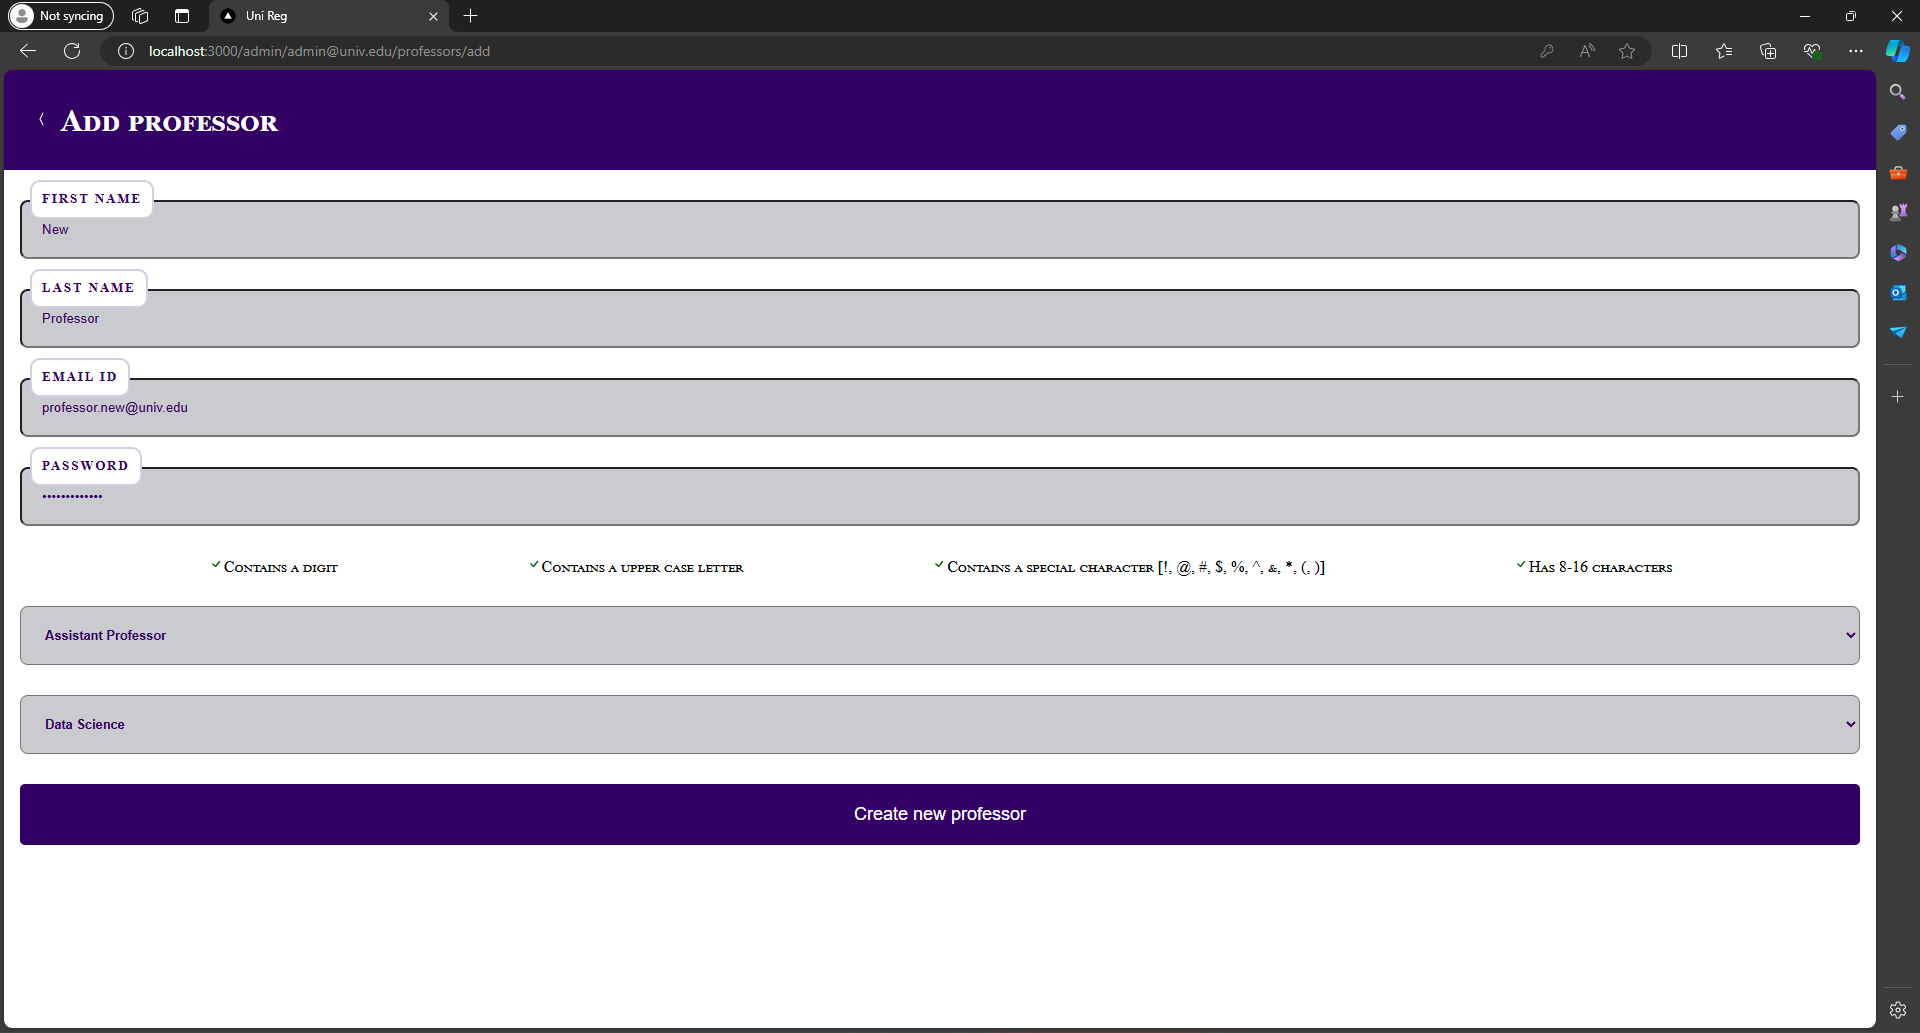 Not syncing
Uni Reg
localhost:3000/admin/admin@univ.edu/professors/add
Add professor
FIRST NAME
New
LAST NAME
Professor
EMAIL ID
professor.new@univ.edu
PASSWORD
•••••••••••••
Contains a digit
Contains a upper case letter
Contains a special character [!, @, #, $, %, ^, &, *, (, )]
Has 8-16 characters
Assistant Professor
Data Science
Create new professor